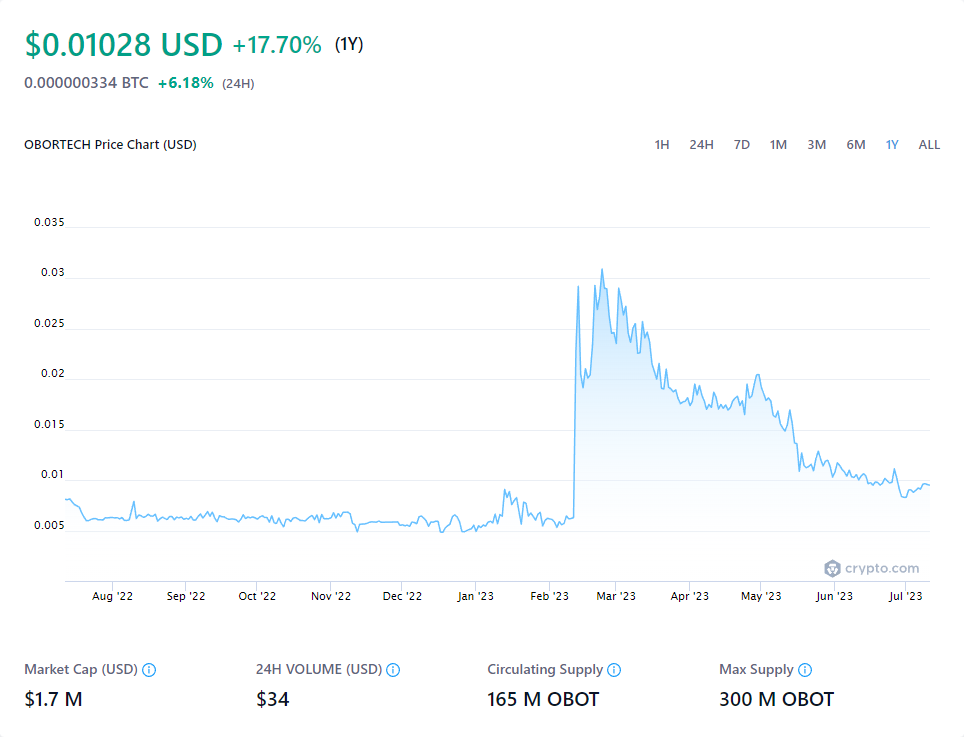 $0.01028 USD +17.70% (1Y)
0.000000334 BTC +6.18% (24H)
OBORTECH Price Chart (USD) 1H 24H 7D 1M 3M 6M 1Y ALL
0.035
0.03
0.025
0.02
0.015
0.01
0.005
crypto.com
Aug '22 Sep '22 Oct '22 Nov '22 Dec '22 Jan '23 Feb '23 Mar '23 Apr '23 May '23 Jun '23 Jul '23
Market Cap (USD) 24H VOLUME (USD) Circulating Supply Max Supply
$1.7 M $34 165 M OBOT 300 M OBOT